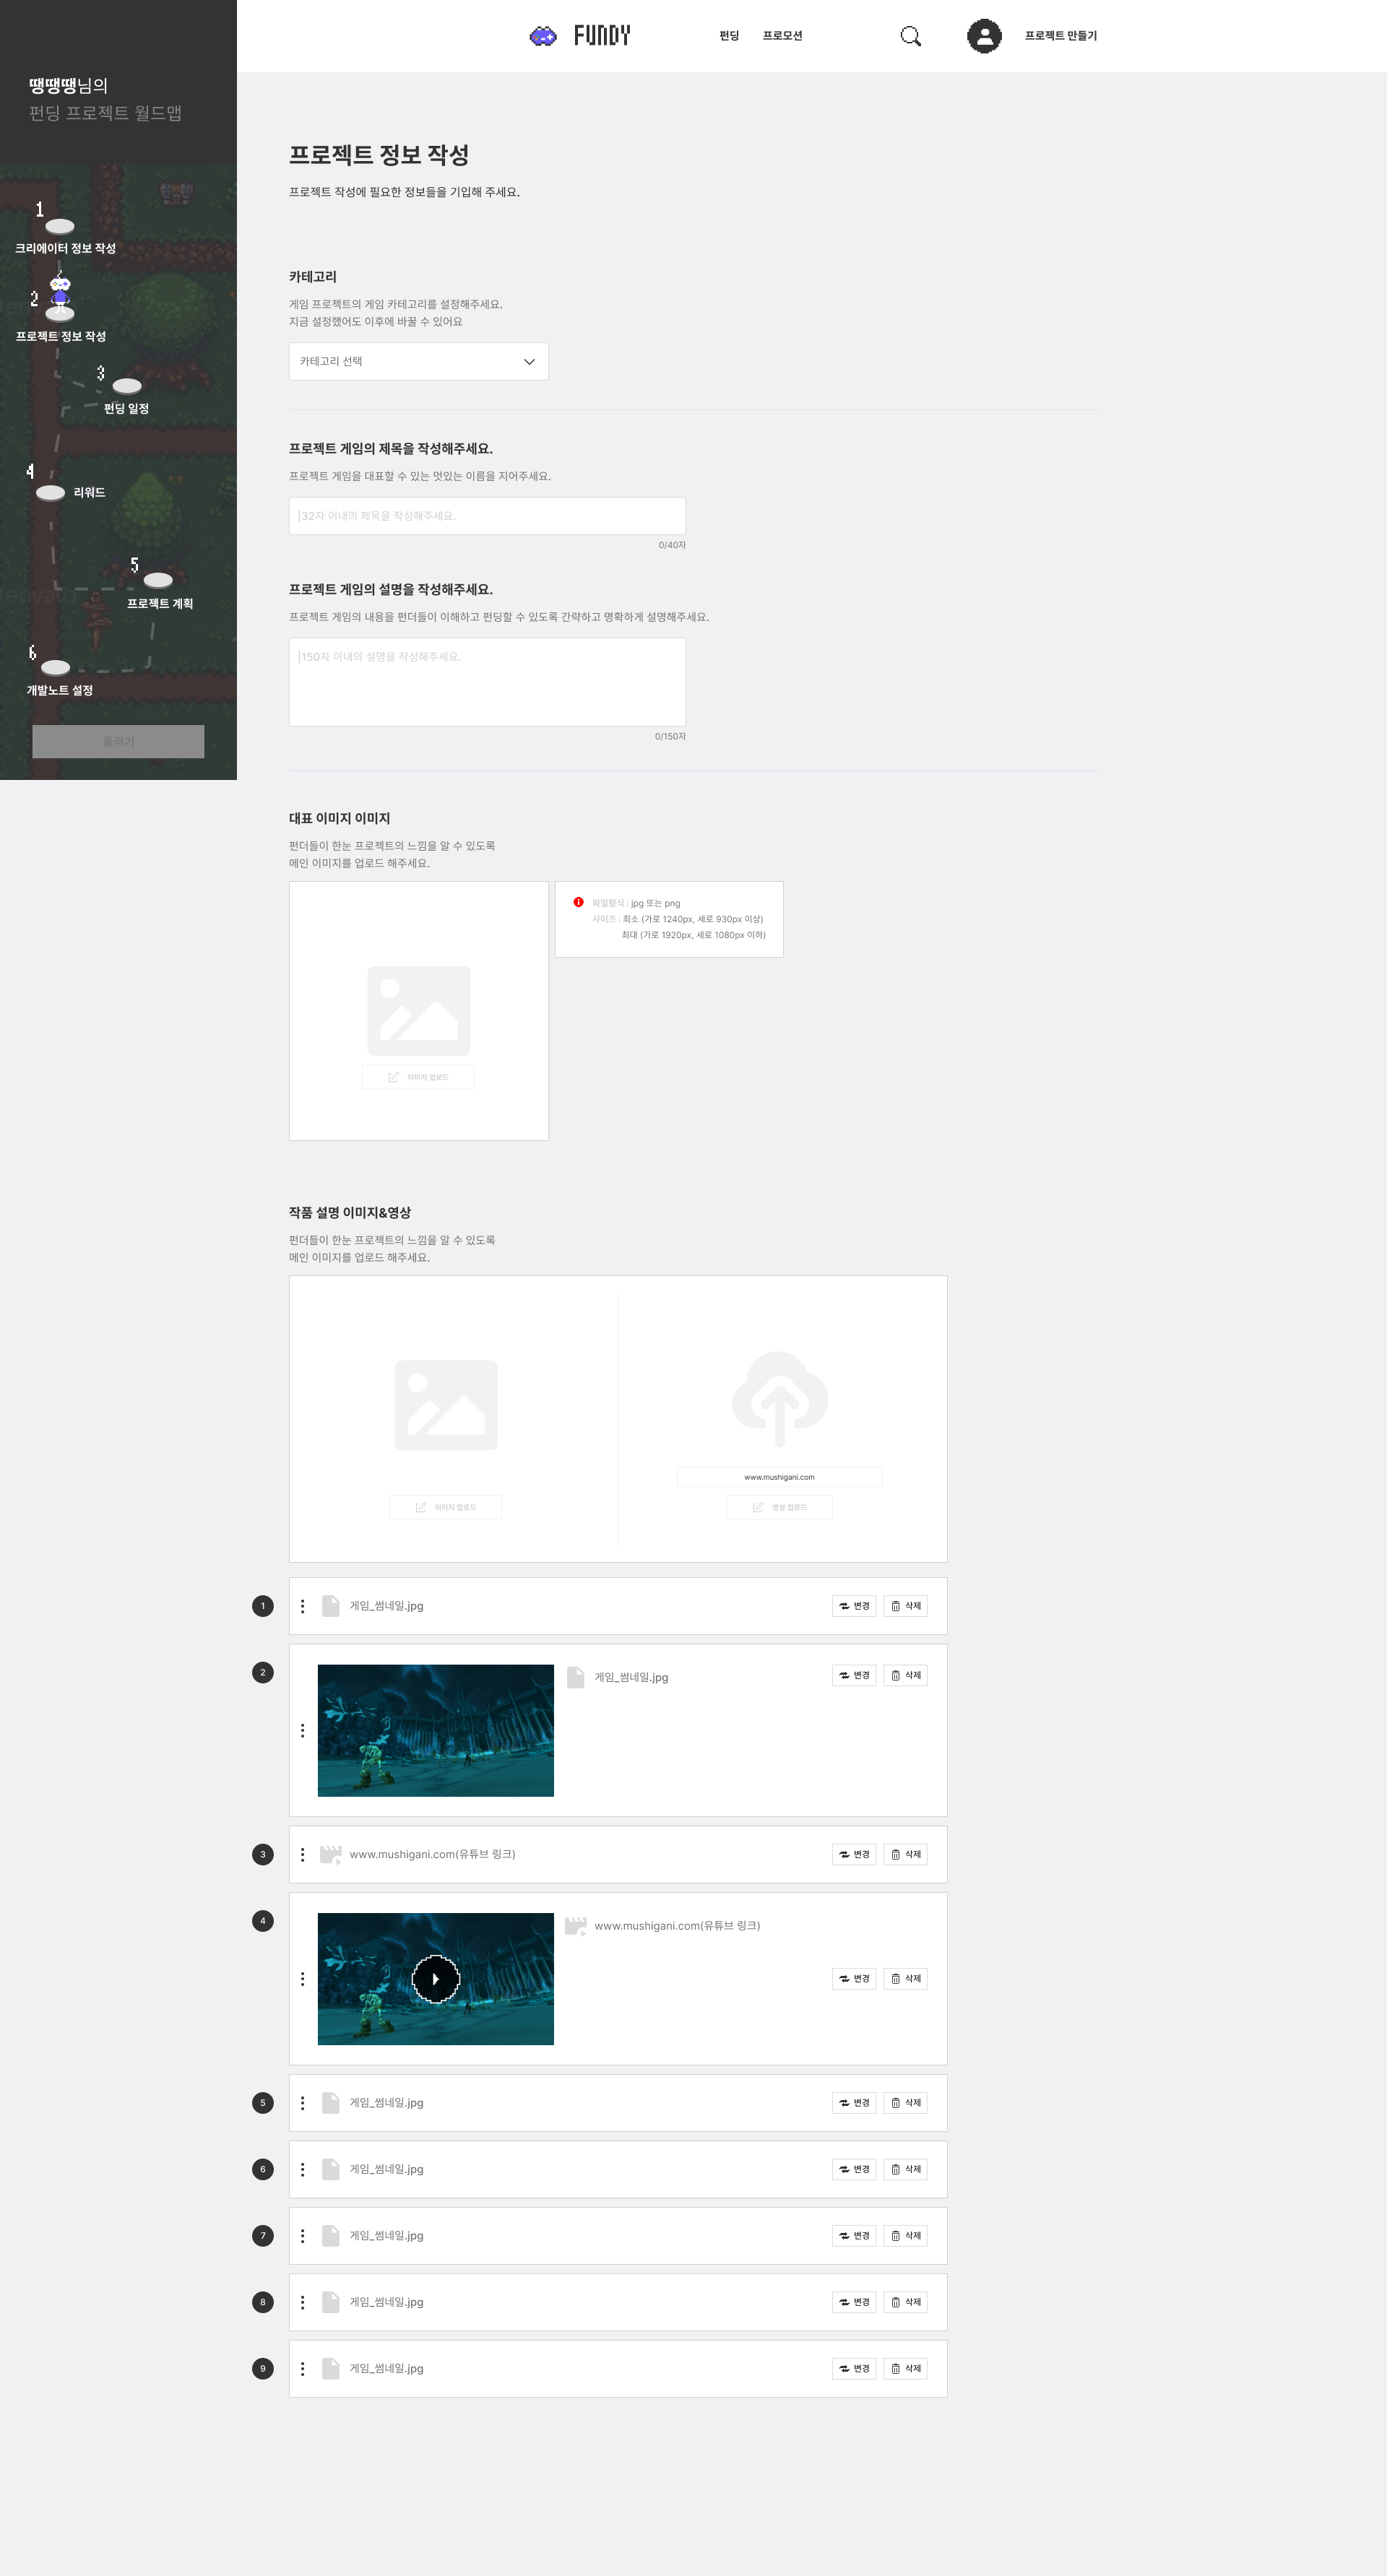 땡땡땡님의
펀딩 프로젝트 월드맵
1
크리에이터 정보 작성
2
프로젝트 정보 작성
3
펀딩 일정
4
리워드
5
프로젝트 계획
6
개발노트 설정
올리기
FUNDY
펀딩
프로모션
프로젝트 만들기
프로젝트 정보 작성
프로젝트 작성에 필요한 정보들을 기입해 주세요.
카테고리
게임 프로젝트의 게임 카테고리를 설정해주세요.
지금 설정했어도 이후에 바꿀 수 있어요
카테고리 선택
프로젝트 게임의 제목을 작성해주세요.
프로젝트 게임을 대표할 수 있는 멋있는 이름을 지어주세요.
|32자 이내의 제목을 작성해주세요.
0/40자
프로젝트 게임의 설명을 작성해주세요.
프로젝트 게임의 내용을 펀더들이 이해하고 펀딩할 수 있도록 간략하고 명확하게 설명해주세요.
|150자 이내의 설명을 작성해주세요.
0/150자
대표 이미지 이미지
펀더들이 한눈 프로젝트의 느낌을 알 수 있도록
메인 이미지를 업로드 해주세요.
파일형식 : jpg 또는 png
사이즈 : 최소 (가로 1240px, 세로 930px 이상)
최대 (가로 1920px, 세로 1080px 이하)
이미지 업로드
작품 설명 이미지&영상
펀더들이 한눈 프로젝트의 느낌을 알 수 있도록
메인 이미지를 업로드 해주세요.
www.mushigani.com
이미지 업로드
영상 업로드
1 게임_썸네일.jpg 변경 삭제
2 게임_썸네일.jpg 변경 삭제
3 www.mushigani.com(유튜브 링크) 변경 삭제
4 www.mushigani.com(유튜브 링크)
변경 삭제
5 게임_썸네일.jpg 변경 삭제
6 게임_썸네일.jpg 변경 삭제
7 게임_썸네일.jpg 변경 삭제
8 게임_썸네일.jpg 변경 삭제
9 게임_썸네일.jpg 변경 삭제